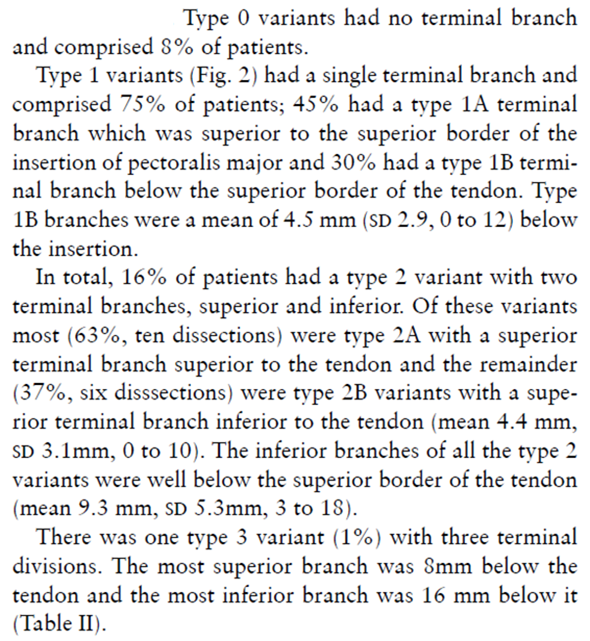 Type 0 variants had no terminal branch
and comprised 8% of patients.
Type 1 variants (Fig. 2) had a single terminal branch and
comprised 75% of patients; 45% had a type 1A terminal
branch which was superior to the superior border of the
insertion of pectoralis major and 30% had a type 1B termi-
nal branch below the superior border of the tendon. Type
1B branches were a mean of 4.5 mm (SD 2.9, 0 to 12) below
the insertion.
In total, 16% of patients had a type 2 variant with two
terminal branches, superior and inferior. Of these variants
most (63%, ten dissections) were type 2A with a superior
terminal branch superior to the tendon and the remainder
(37%, six disssections) were type 2B variants with a supe-
rior terminal branch inferior to the tendon (mean 4.4 mm,
SD 3.1mm, 0 to 10). The inferior branches of all the type 2
variants were well below the superior border of the tendon
(mean 9.3 mm, SD 5.3mm, 3 to 18).
There was one type 3 variant (1%) with three terminal
divisions. The most superior branch was 8mm below the
tendon and the most inferior branch was 16 mm below it
(Table II).